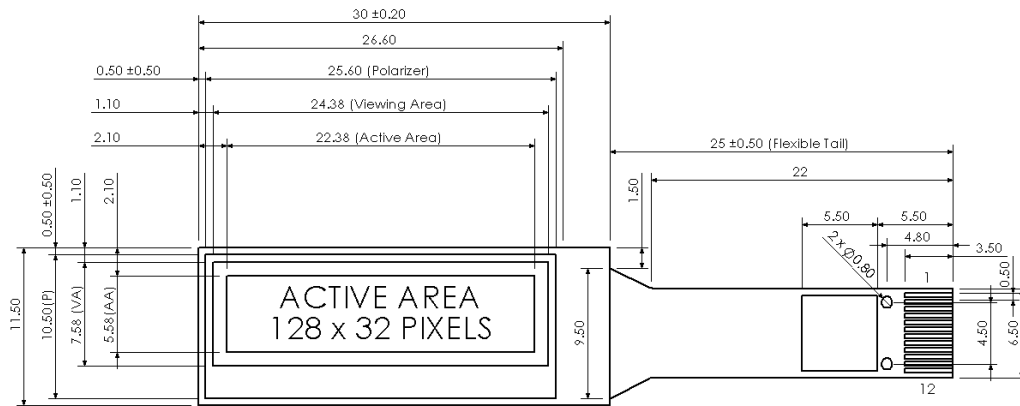 30 ±0.20
26.60
0.50 ±0.50
25.60 (Polarizer)
1.10
24.38 (Viewing Area)
2.10
22.38 (Active Area)
25 ±0.50 (Flexible Tail)
22
0.50 ±0.50
1.10
2.10
1.50
5.50
5.50
4.80
3.50
2 x Ø0.80
1
0.50
11.50
10.50(P)
7.58 (VA)
5.58 (AA)
ACTIVE AREA
128 x 32 PIXELS
9.50
4.50
6.50
12